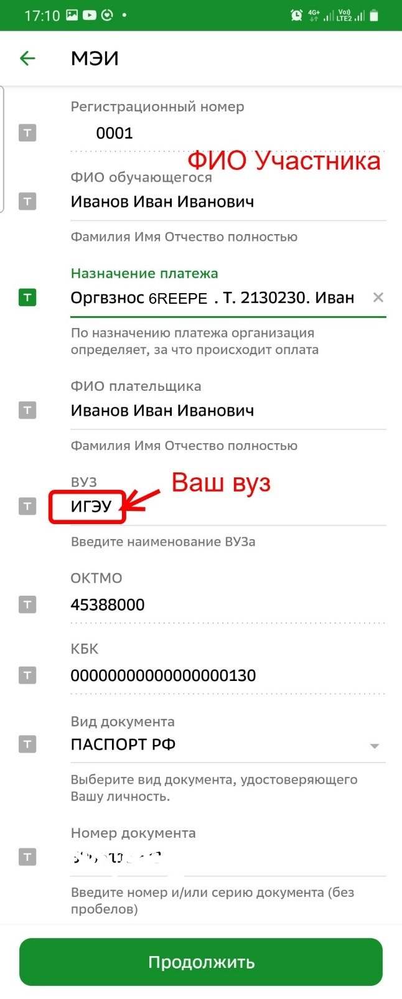 17:10
4G+ Vo)) LTE2
МЭИ
Регистрационный номер
0001
ФИО Участника
ФИО обучающегося
Иванов Иван Иванович
Фамилия Имя Отчество полностью
Назначение платежа
Оргвзнос 6REEPE . Т. 2130230. Иван
По назначению платежа организация
определяет, за что происходит оплата
ФИО плательщика
Иванов Иван Иванович
Фамилия Имя Отчество полностью
ВУЗ
Ваш вуз
ИГЭУ
Введите наименование ВУЗа
ОКТМО
45388000
КБК
00000000000000000130
Вид документа
ПАСПОРТ РФ
Выберите вид документа, удостоверяющего
Вашу личность.
Номер документа
Введите номер и/или серию документа (без
пробелов)
Продолжить